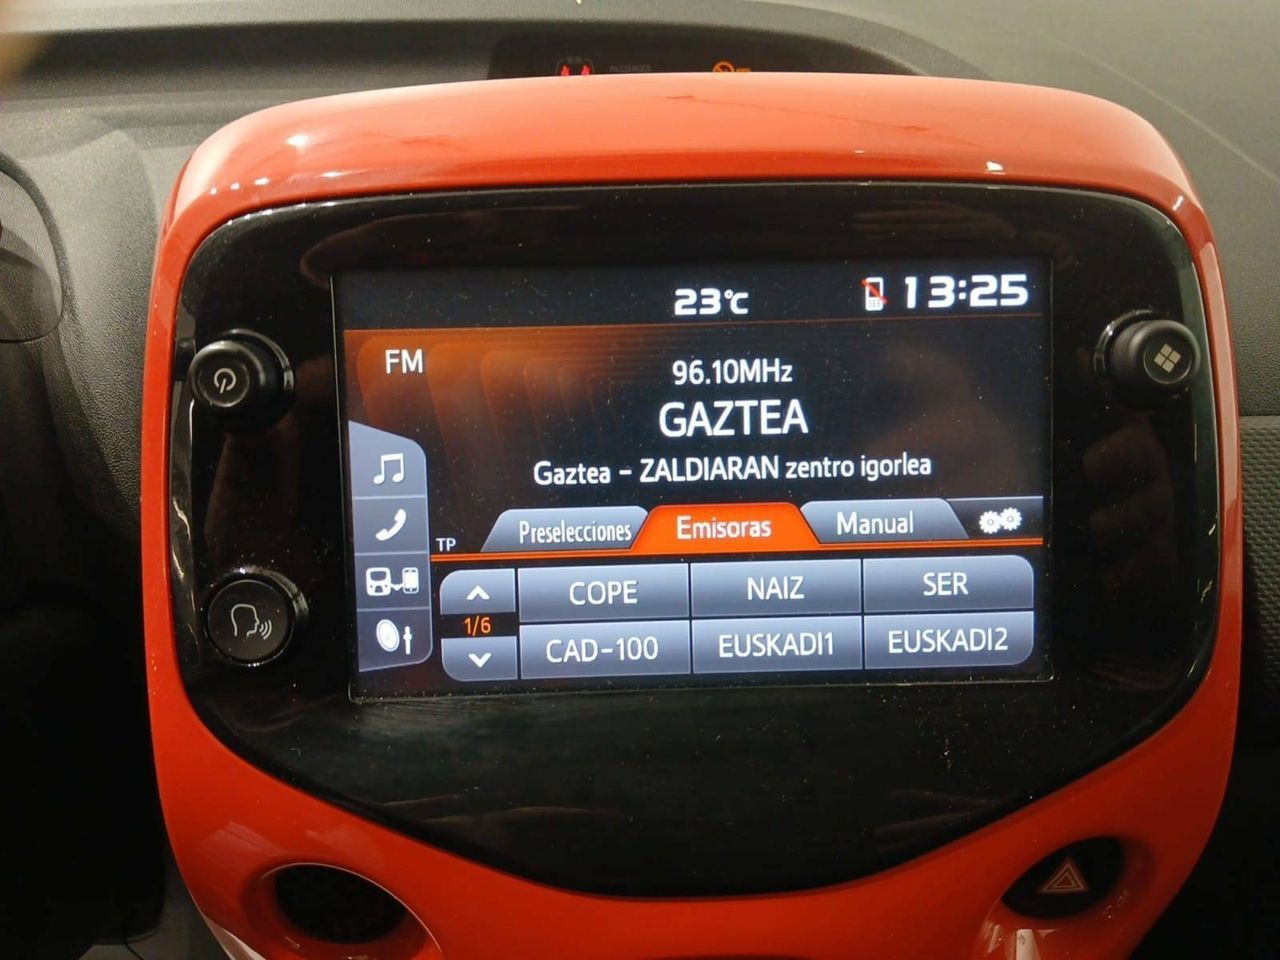 PASSENGER
23°C
13:25
FM
96.10MHz
GAZTEA
Gaztea - ZALDIARAN zentro igorlea
TP
Preselecciones
Emisoras
Manual
COPE
NAIZ
SER
1/6
CAD-100
EUSKADI1
EUSKADI2